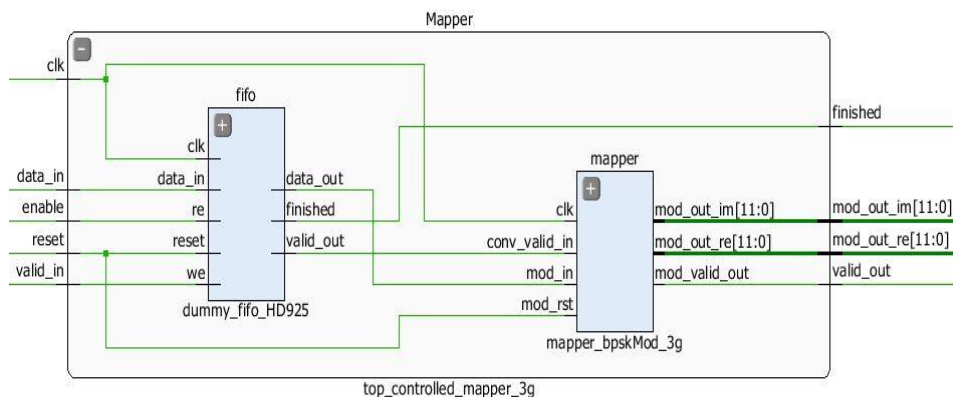 Mapper
clk
fifo
finished
clk
mapper
data_in
data_in
data_out
clk
mod_out_im[11:0]
mod_out_im[11:0]
enable
re
finished
reset
reset
valid_out
conv_valid_in
mod_out_re[11:0]
mod_out_re[11:0]
valid_in
we
mod_in
mod_valid_out
valid_out
dummy_fifo_HD925
mod_rst
mapper_bpskMod_3g
top_controlled_mapper_3g